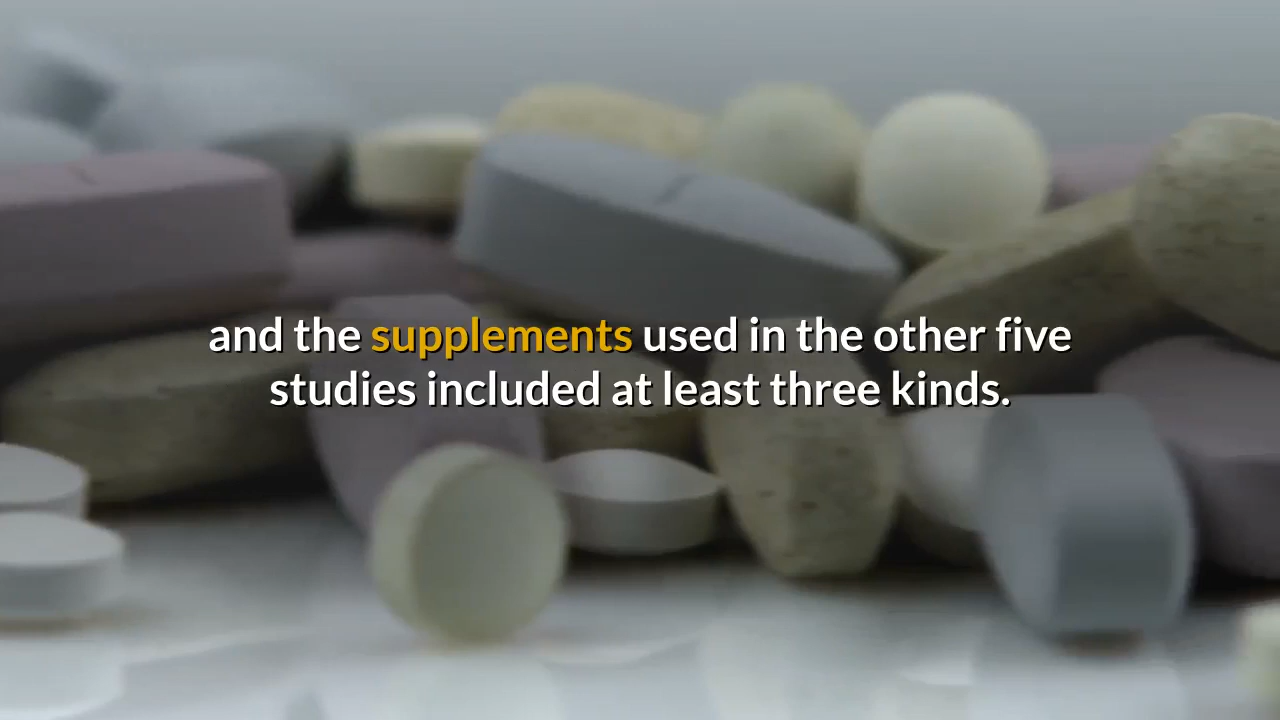 and the supplements used in the other five
studies included at least three kinds.